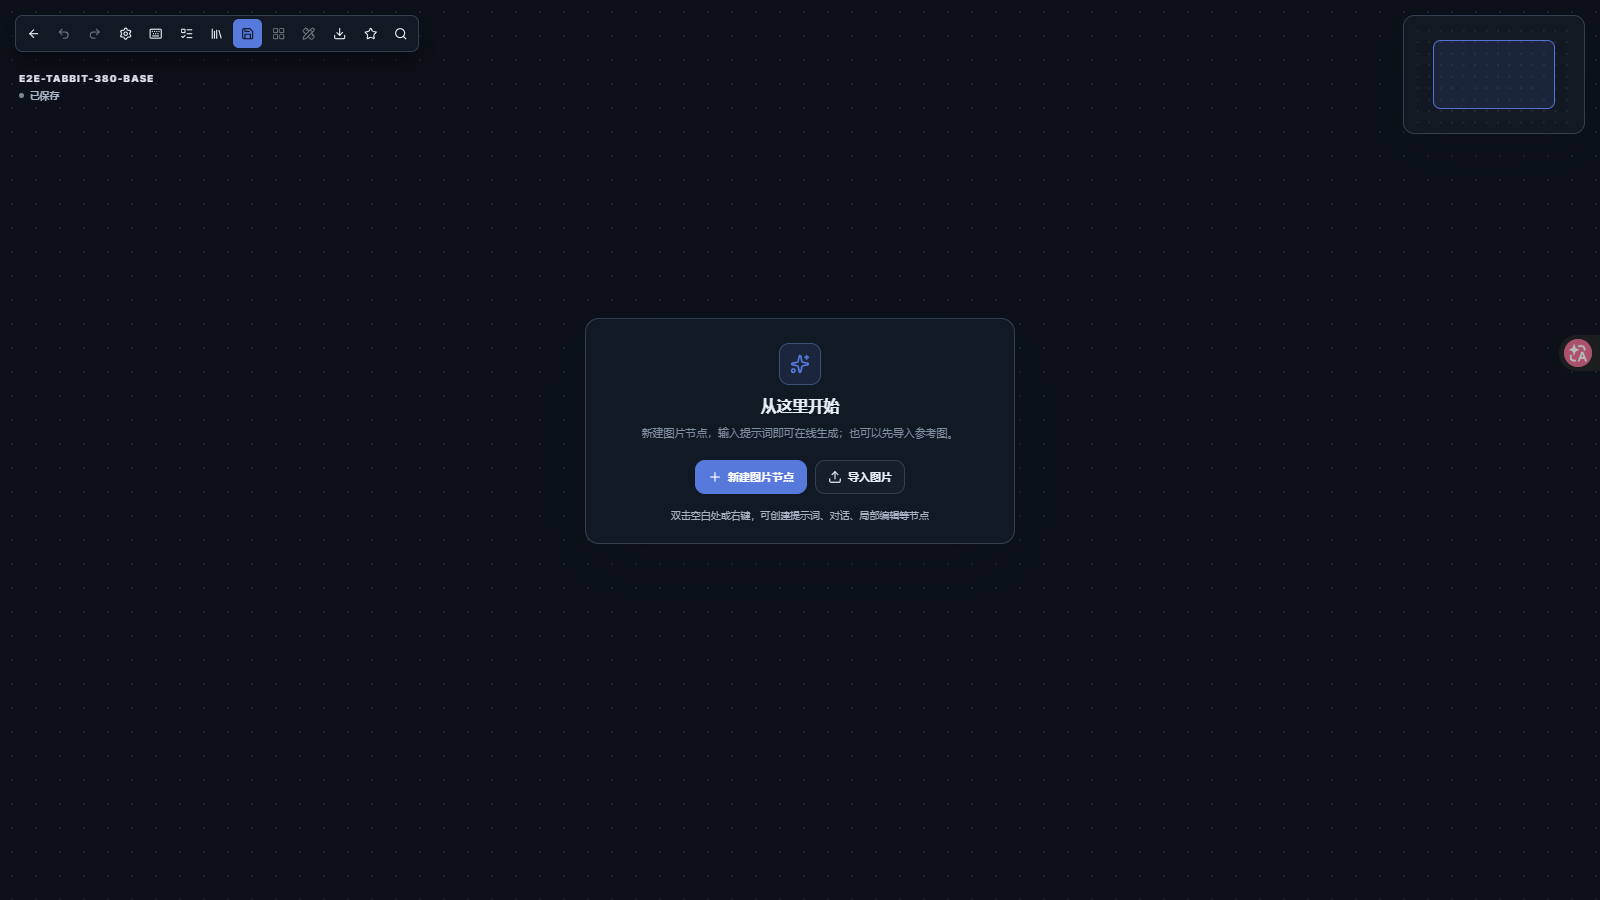 E2E-TABBIT-380-BASE
已保存
从这里开始
新建图片节点，输入提示词即可在线生成；也可以先导入参考图。
新建图片节点
导入图片
双击空白处或右键，可创建提示词、对话、局部编辑等节点